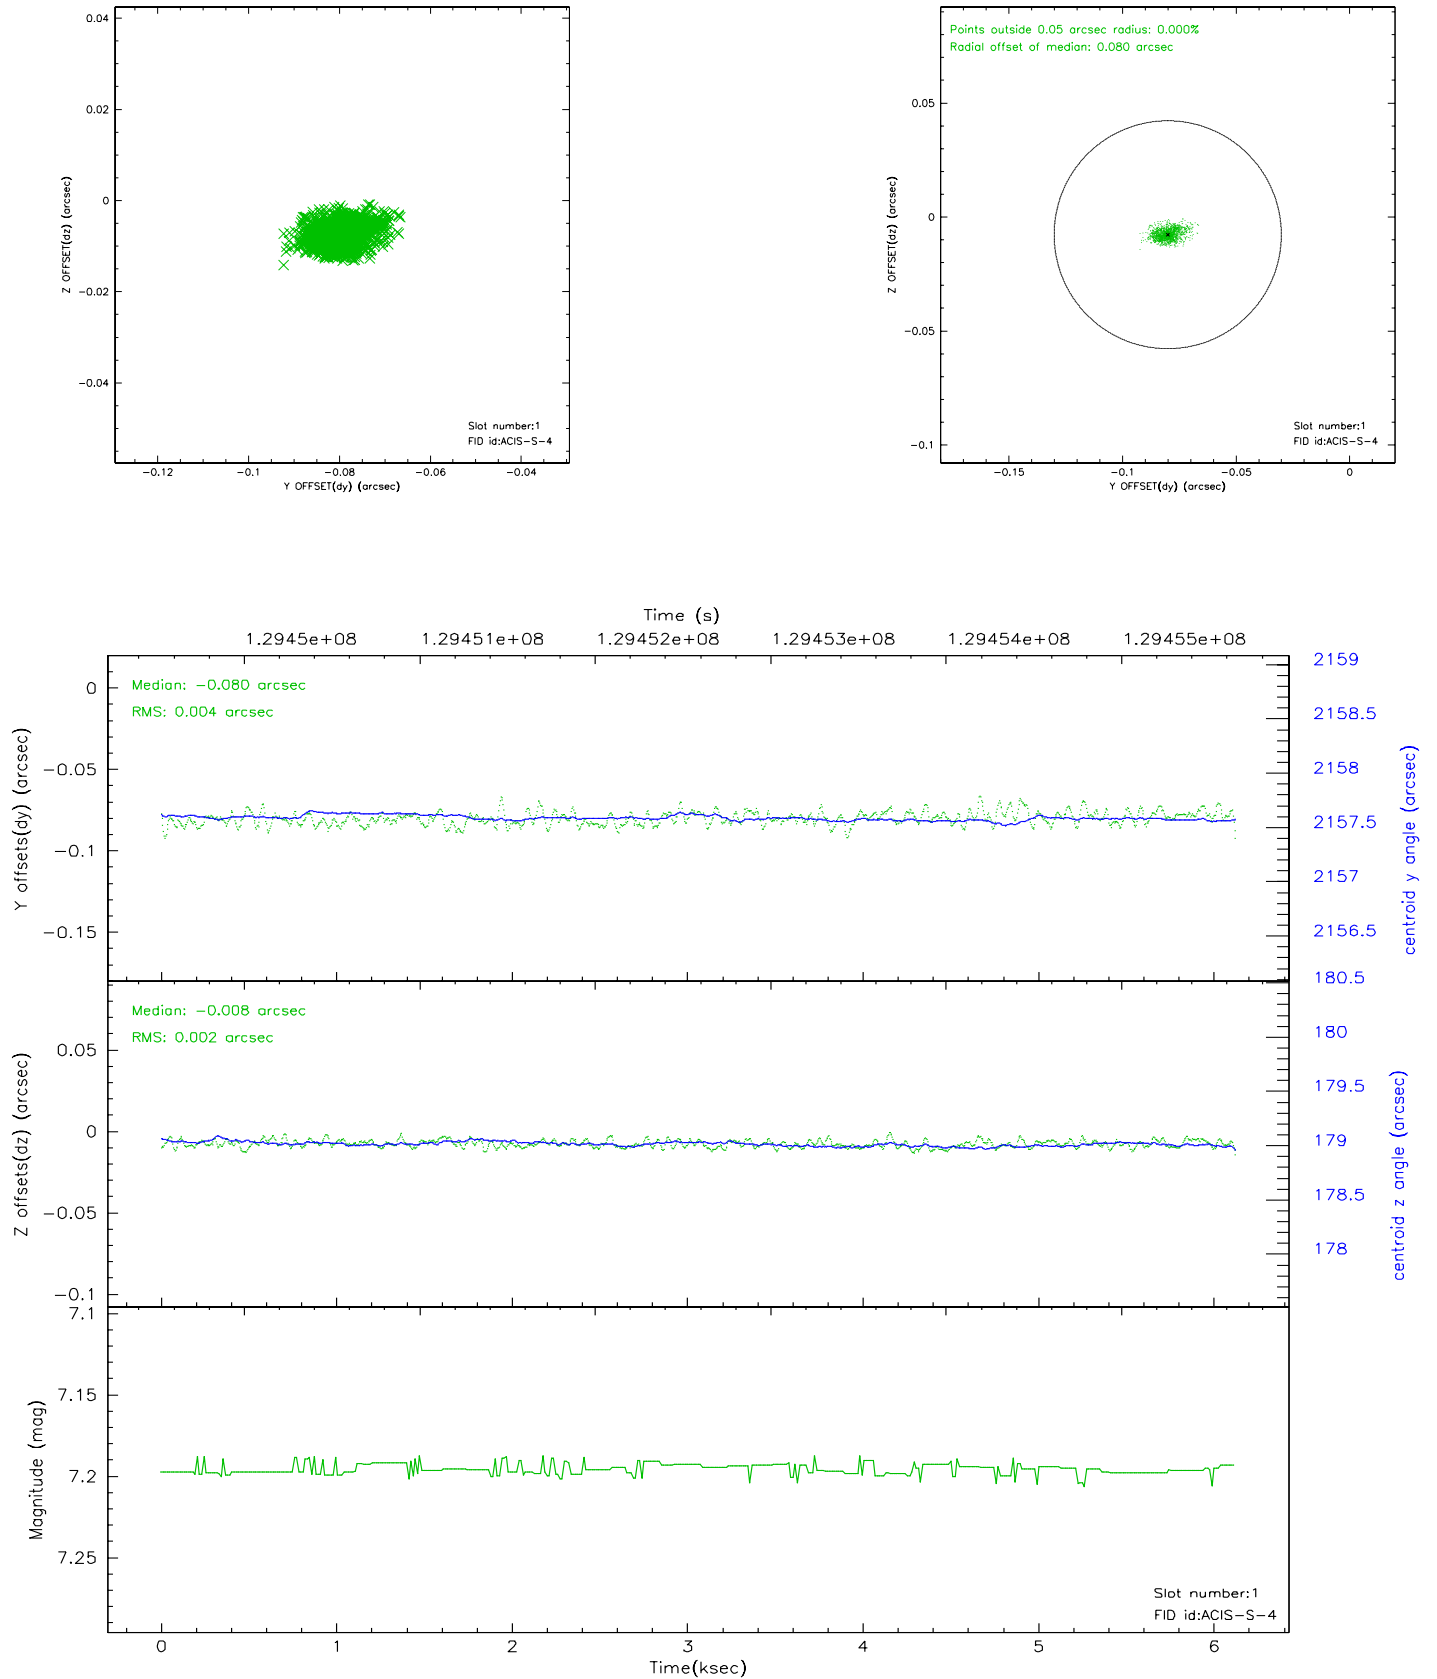 0.04
0.02
0
−0.02
−0.04
Z OFFSET(dz) (arcsec)
Slot number:1
FID id:ACIS−S−4
−0.12
−0.1
−0.08
−0.06
−0.04
Y OFFSET(dy) (arcsec)
Points outside 0.05 arcsec radius: 0.000%
Radial offset of median: 0.080 arcsec
0.05
0
−0.05
−0.1
Z OFFSET(dz) (arcsec)
Slot number:1
FID id:ACIS−S−4
−0.15
−0.1
−0.05
0
Y OFFSET(dy) (arcsec)
Time (s)
1.2945e+08
1.29451e+08
1.29452e+08
1.29453e+08
1.29454e+08
1.29455e+08
Median: −0.080 arcsec
RMS: 0.004 arcsec
0
−0.05
−0.1
−0.15
Y offsets(dy) (arcsec)
2159
2158.5
2158
2157.5
2157
2156.5
centroid y angle (arcsec)
Median: −0.008 arcsec
RMS: 0.002 arcsec
0.05
0
−0.05
−0.1
Z offsets(dz) (arcsec)
180.5
180
179.5
179
178.5
178
centroid z angle (arcsec)
7.1
7.15
7.2
7.25
Magnitude (mag)
Slot number:1
FID id:ACIS−S−4
0
1
2
3
4
5
6
Time(ksec)